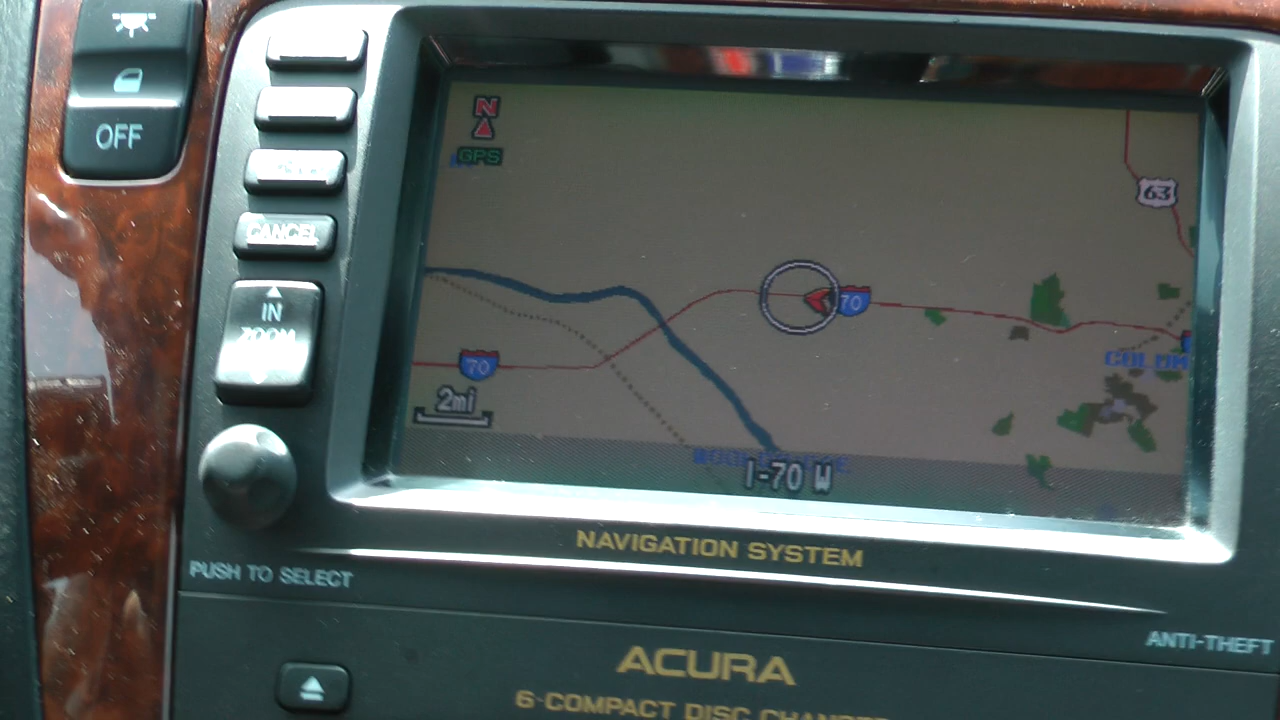 OFF
CANCEL
IN
ZOOM
PUSH TO SELECT
N
GPS
63
70
70
2mi
I-70 W
NAVIGATION SYSTEM
ANTI-THEFT
ACURA
6-COMPACT DISC CHANGER